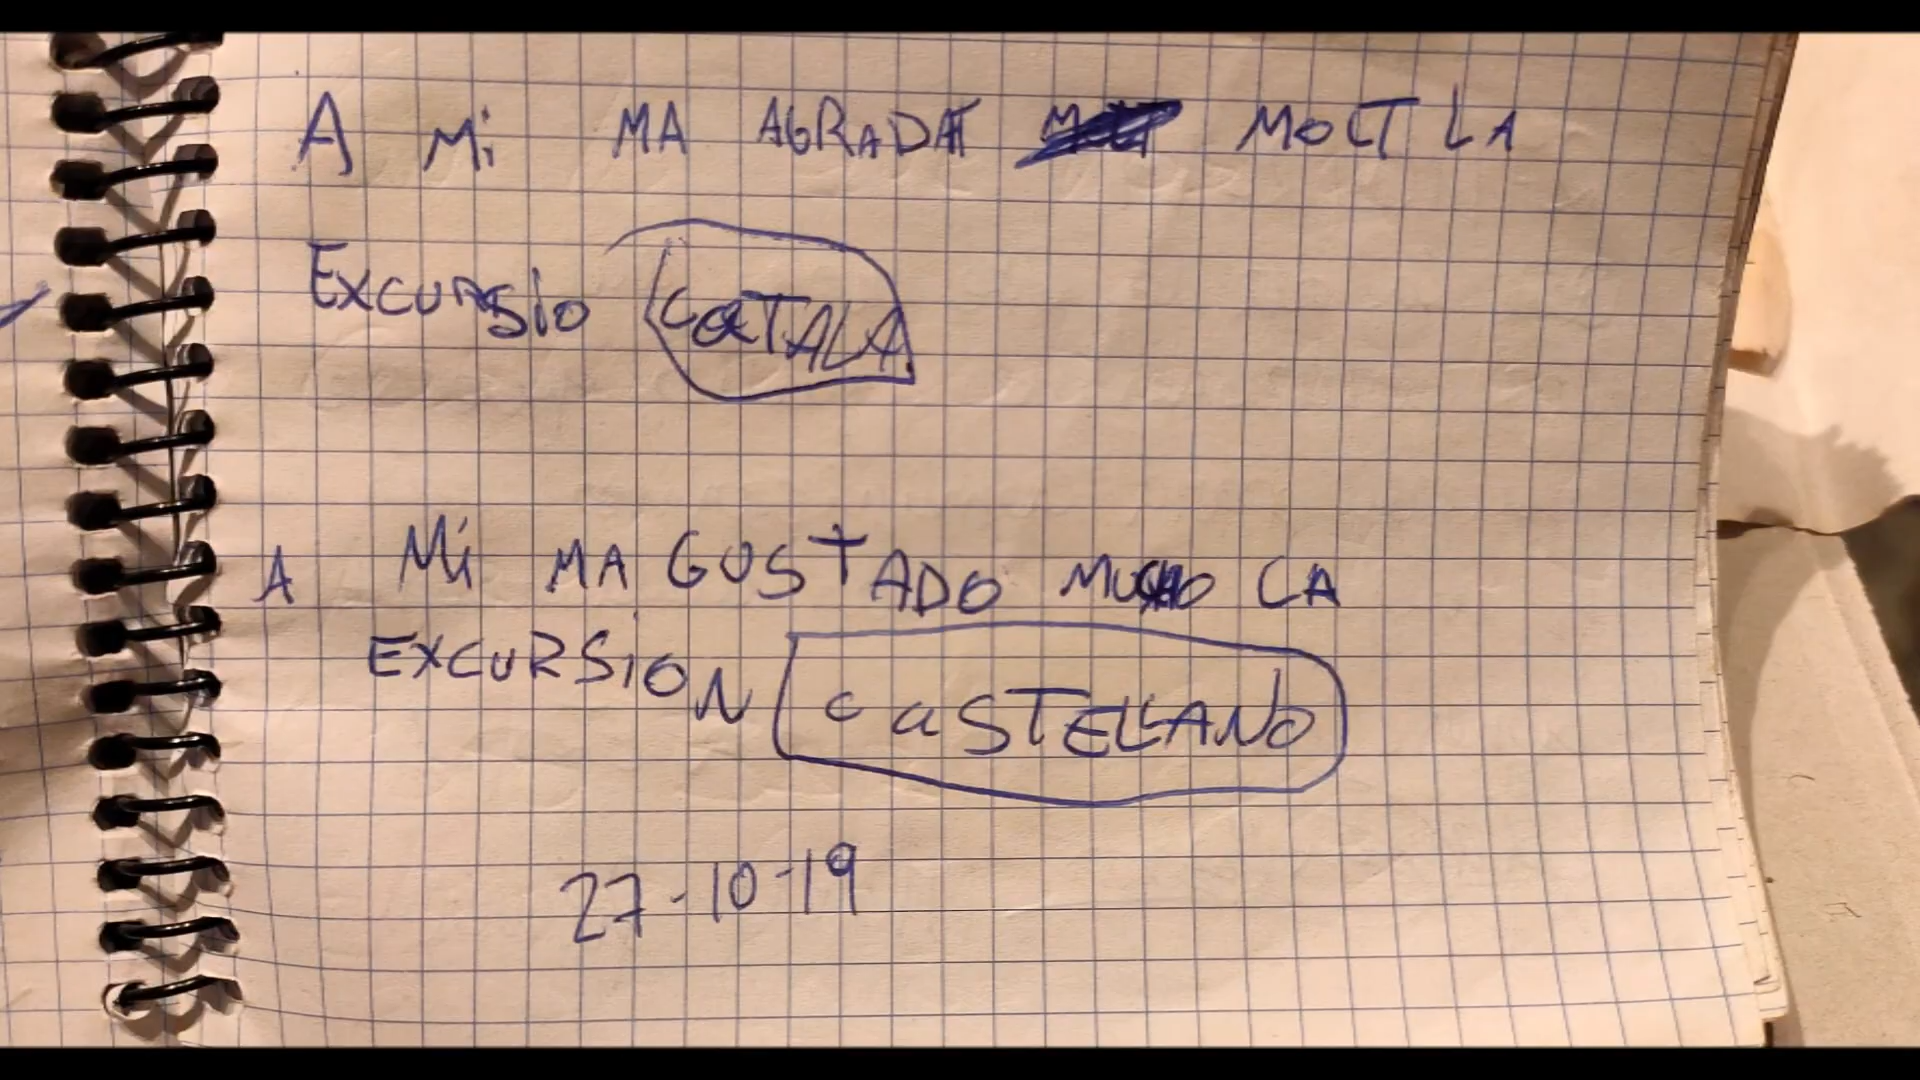 A Mi MA AGRADAT MOLT LA
EXCURSio CaTALA
A Mi MA GUSTADO MUCHO LA
EXCURSiON CaSTELLANO
27-10-19